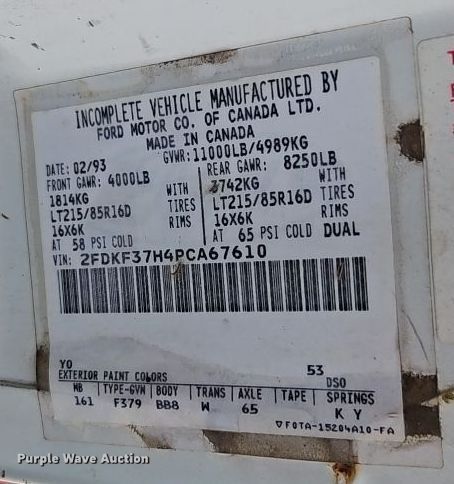 INCOMPLETE VEHICLE MANUFACTURED BY
FORD MOTOR CO. OF CANADA LTD.
MADE IN CANADA
DATE: 02/93 GVWR: 11000LB/4989KG
FRONT GAWR: 4000LB REAR GAWR: 8250LB
1814KG WITH 3742KG WITH
LT215/85R16D TIRES LT215/85R16D TIRES
16X6K RIMS 16X6K RIMS
AT 58 PSI COLD AT 65 PSI COLD DUAL
VIN: 2FDKF37H4PCA67610
YO 53
EXTERIOR PAINT COLORS DSO
WB TYPE-GVW BODY TRANS AXLE TAPE SPRINGS
161 F379 BB8 W 65 K Y
F0TA-15204A10-FA
Purple Wave Auction